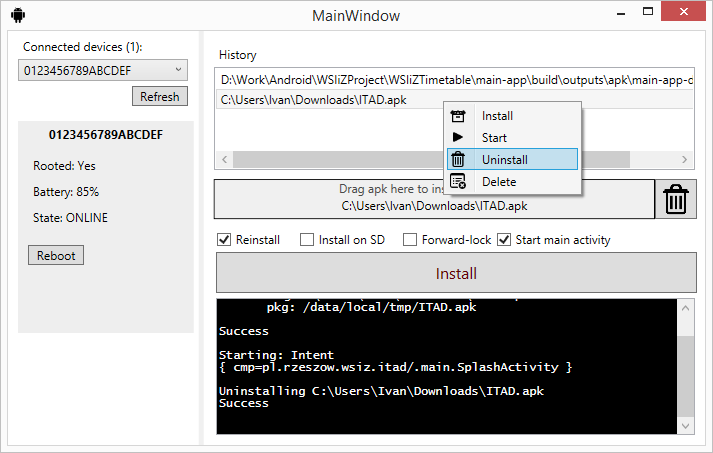 MainWindow
Connected devices (1):
0123456789ABCDEF
Refresh
0123456789ABCDEF
Rooted: Yes
Battery: 85%
State: ONLINE
Reboot
History
D:\Work\Android\WSIiZProject\WSIiZTimetable\main-app\build\outputs\apk\main-app-d
C:\Users\Ivan\Downloads\ITAD.apk
Install
Start
Uninstall
Delete
Drag apk here to ins
C:\Users\Ivan\Downloads\ITAD.apk
Reinstall
Install on SD
Forward-lock
Start main activity
Install
pkg: /data/local/tmp/ITAD.apk
Success
Starting: Intent
{ cmp=pl.rzeszow.wsiz.itad/.main.SplashActivity }
Uninstalling C:\Users\Ivan\Downloads\ITAD.apk
Success